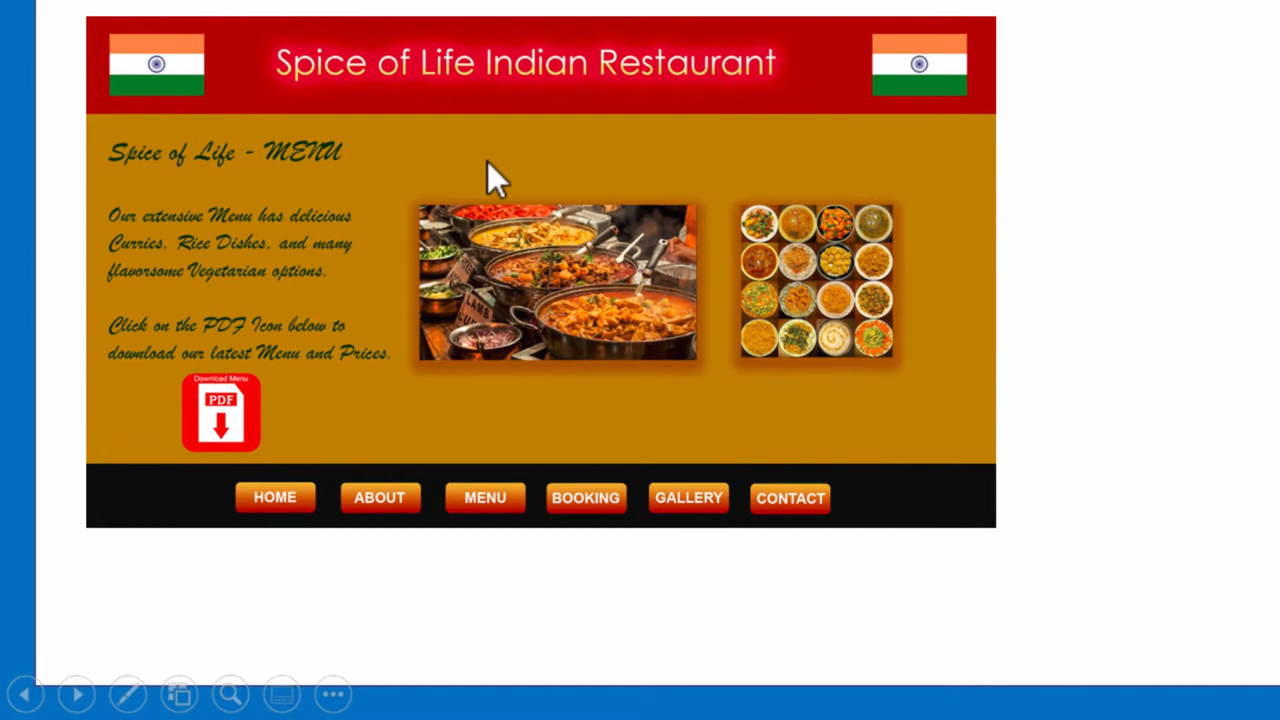 Spice of Life Indian Restaurant
Spice of Life - MENU
Our extensive Menu has delicious
Curries, Rice Dishes, and many
flavorsome Vegetarian options.
Click on the PDF Icon below to
download our latest Menu and Prices.
Download Menu
PDF
LAMB
HOME
ABOUT
MENU
BOOKING
GALLERY
CONTACT